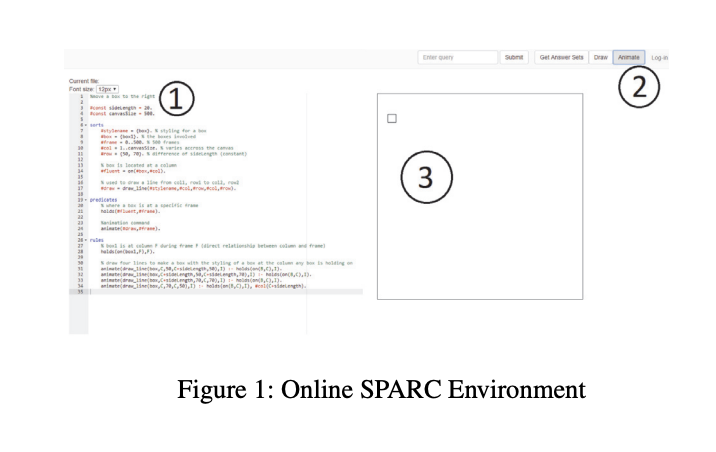 Enter query Submit Get Answer Sets Draw Animate Log-in
Current file:
Font size: 12px
1 %move a box to the right
2
3 #const sideLength = 20.
4 #const canvasSize = 500.
5
6 sorts
7 #stylename = {box}. % styling for a box
8 #box = {box1}. % the boxes involved
9 #frame = 0..500. % 500 frames
10 #col = 1..canvasSize. % varies accross the canvas
11 #row = {50, 70}. % difference of sideLength (constant)
12
13 % box is located at a column
14 #fluent = on(#box,#col).
15
16 % used to draw a line from col1, row1 to col2, row2
17 #draw = draw_line(#stylename,#col,#row,#col,#row).
18
19 predicates
20 % where a box is at a specific frame
21 holds(#fluent,#frame).
22
23 %animation command
24 animate(#draw,#frame).
25
26 rules
27 % box1 is at column F during frame F (direct relationship between column and frame)
28 holds(on(box1,F),F).
29
30 % draw four lines to make a box with the styling of a box at the column any box is holding on
31 animate(draw_line(box,C,50,C+sideLength,50),I) :- holds(on(B,C),I).
32 animate(draw_line(box,C+sideLength,50,C+sideLength,70),I) :- holds(on(B,C),I).
33 animate(draw_line(box,C+sideLength,70,C,70),I) :- holds(on(B,C),I).
34 animate(draw_line(box,C,70,C,50),I) :- holds(on(B,C),I), #col(C+sideLength).
35
1
2
3
Figure 1: Online SPARC Environment